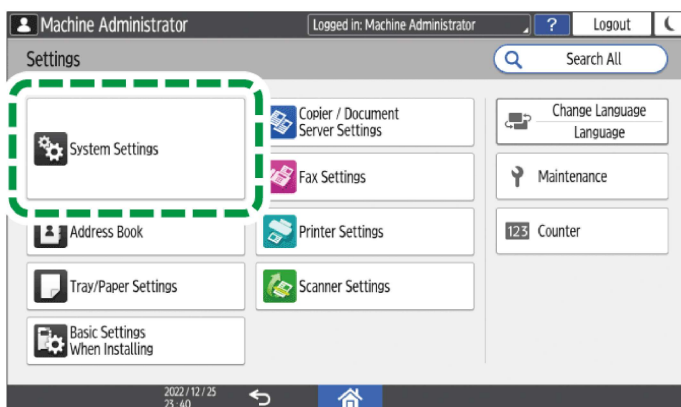 Machine Administrator
Logged in: Machine Administrator
?
Logout
Settings
Search All
System Settings
Copier / Document
Server Settings
Change Language
Language
Fax Settings
Maintenance
Address Book
Printer Settings
123 Counter
Tray/Paper Settings
Scanner Settings
Basic Settings
When Installing
2022/12/25
23:40